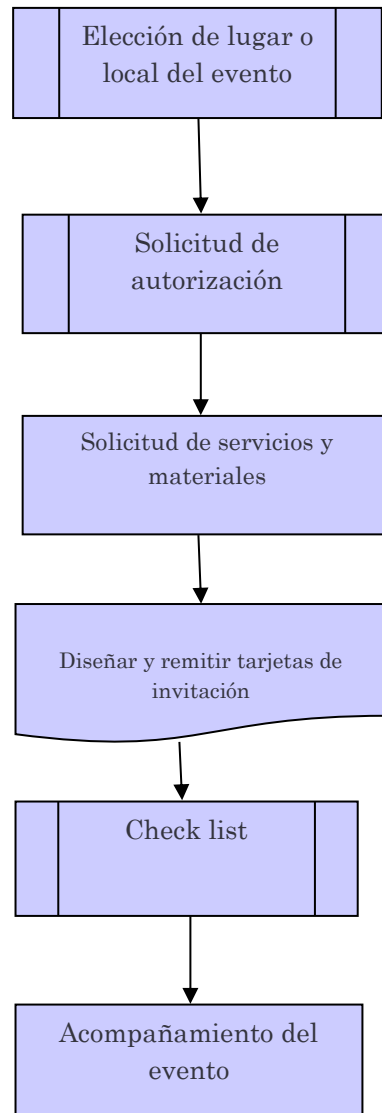 Elección de lugar o
local del evento
Solicitud de
autorización
Solicitud de servicios y
materiales
Diseñar y remitir tarjetas de
invitación
Check list
Acompañamiento del
evento